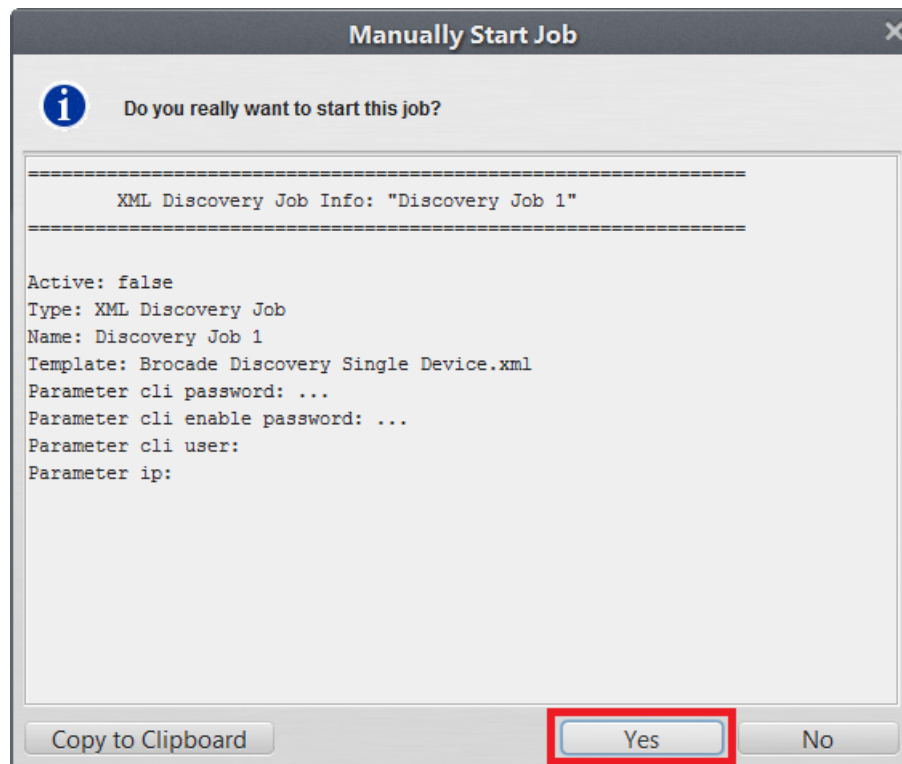 Manually Start Job
Do you really want to start this job?
================================================================
XML Discovery Job Info: "Discovery Job 1"
================================================================
Active: false
Type: XML Discovery Job
Name: Discovery Job 1
Template: Brocade Discovery Single Device.xml
Parameter cli password: ...
Parameter cli enable password: ...
Parameter cli user:
Parameter ip:
Copy to Clipboard Yes No